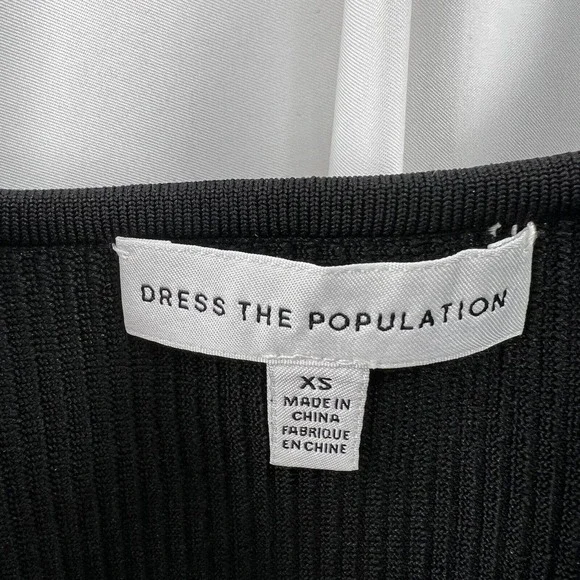 DRESS THE POPULATION
XS
MADE IN
CHINA
FABRIQUE
EN CHINE